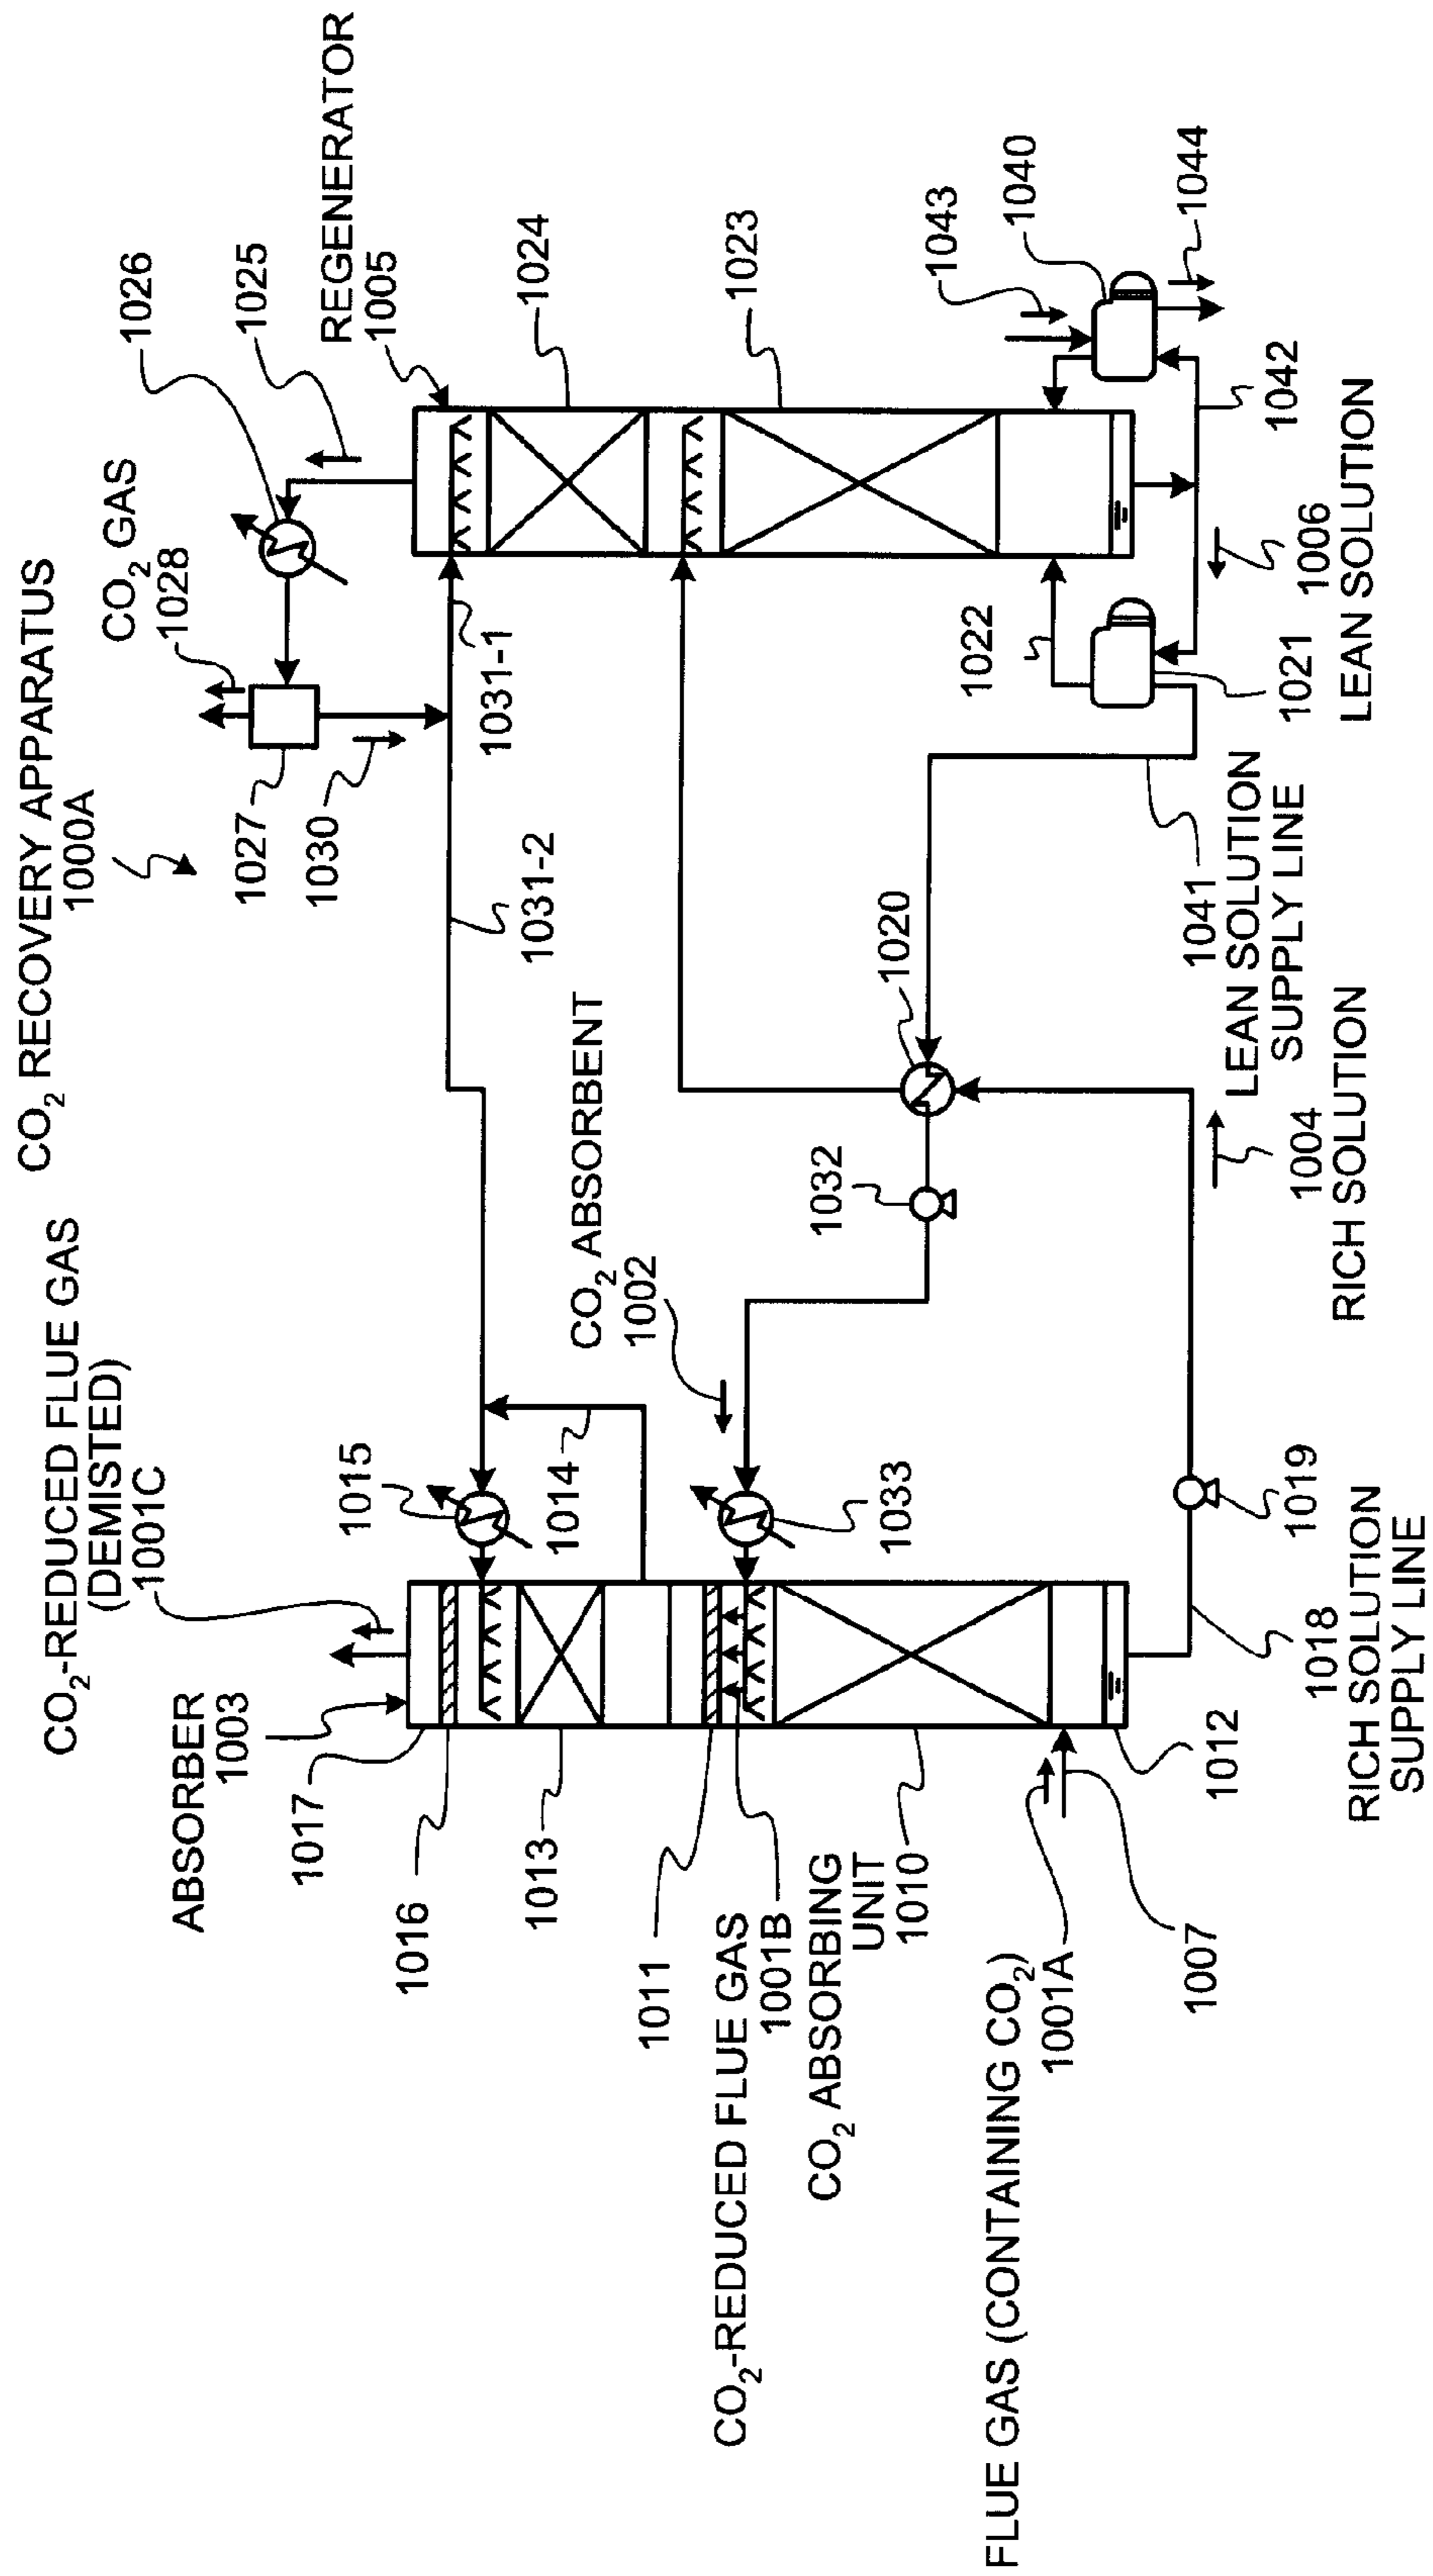 CO2 RECOVERY APPARATUS
1000A
CO2-REDUCED FLUE GAS
(DEMISTED)
1001C
ABSORBER
1003
1017
1016
1013
1011
CO2-REDUCED FLUE GAS
1001B
CO2 ABSORBING
UNIT
1010
FLUE GAS (CONTAINING CO2)
1001A
1007
1012
1018
RICH SOLUTION
SUPPLY LINE
1019
1015
1014
1033
CO2 ABSORBENT
1002
1032
1020
1004
RICH SOLUTION
1041
LEAN SOLUTION
SUPPLY LINE
1031-2
1031-1
1027
1030
CO2 GAS
1028
1026
1025
REGENERATOR
1005
1024
1023
1022
1021
1006
LEAN SOLUTION
1042
1043
1040
1044